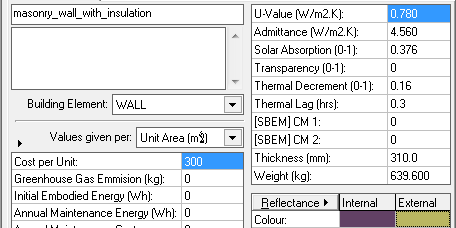 masonry_wall_with_insulation
Building Element: WALL
Values given per: Unit Area (m²)
Cost per Unit: 300
Greenhouse Gas Emmision (kg): 0
Initial Embodied Energy (Wh): 0
Annual Maintenance Energy (Wh): 0
U-Value (W/m2.K): 0.780
Admittance (W/m2.K): 4.560
Solar Absorption (0-1): 0.376
Transparency (0-1): 0
Thermal Decrement (0-1): 0.16
Thermal Lag (hrs): 0.3
[SBEM] CM 1: 0
[SBEM] CM 2: 0
Thickness (mm): 310.0
Weight (kg): 639.600
Reflectance Internal External
Colour: